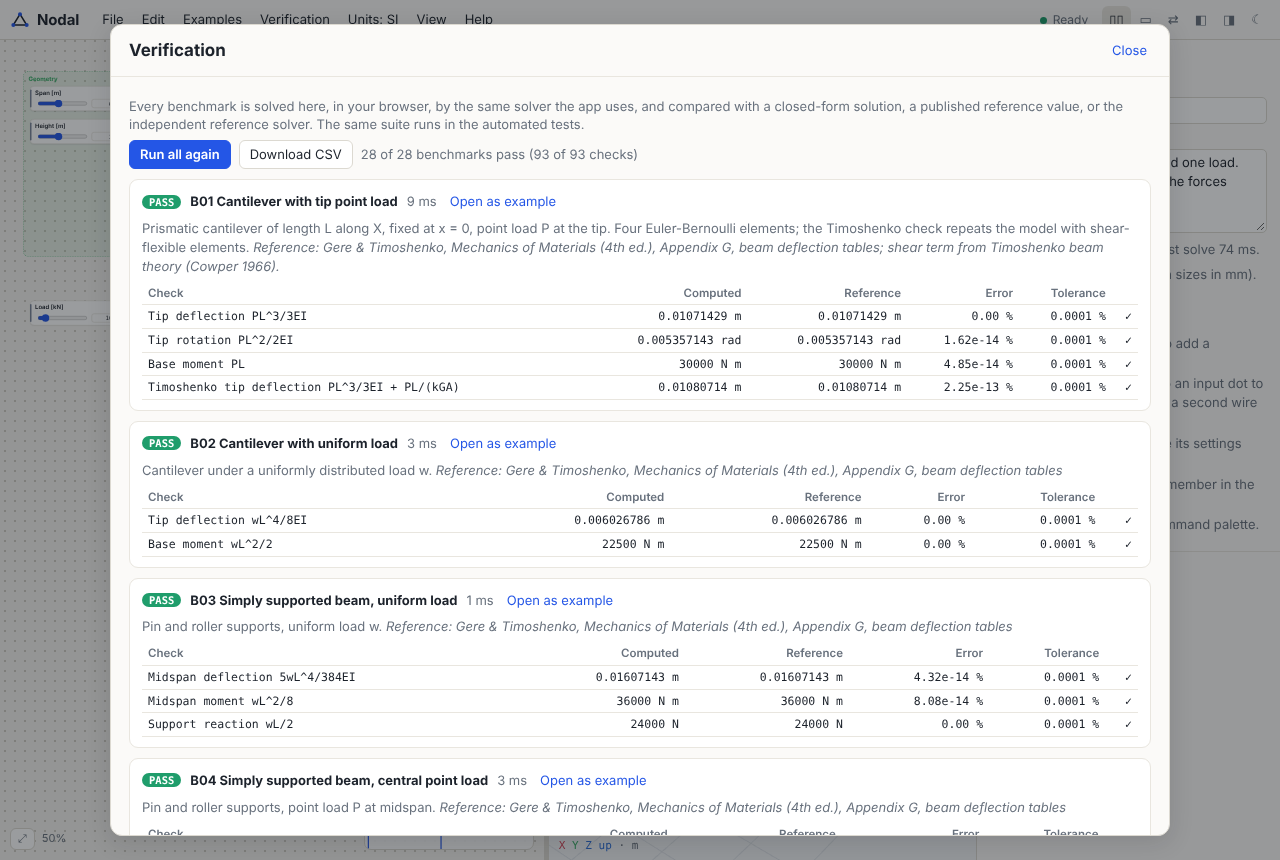 Nodal File Edit Examples Verification Units: SI View Help Ready
Verification Close
Geometry
Span [m]
Height [m]
Load [kN]
Every benchmark is solved here, in your browser, by the same solver the app uses, and compared with a closed-form solution, a published reference value, or the
independent reference solver. The same suite runs in the automated tests.
Run all again Download CSV 28 of 28 benchmarks pass (93 of 93 checks)
PASS B01 Cantilever with tip point load 9 ms Open as example
Prismatic cantilever of length L along X, fixed at x = 0, point load P at the tip. Four Euler-Bernoulli elements; the Timoshenko check repeats the model with shear-
flexible elements. Reference: Gere & Timoshenko, Mechanics of Materials (4th ed.), Appendix G, beam deflection tables; shear term from Timoshenko beam
theory (Cowper 1966).
Check Computed Reference Error Tolerance
Tip deflection PL^3/3EI 0.01071429 m 0.01071429 m 0.00 % 0.0001 % ✓
Tip rotation PL^2/2EI 0.005357143 rad 0.005357143 rad 1.62e-14 % 0.0001 % ✓
Base moment PL 30000 N m 30000 N m 4.85e-14 % 0.0001 % ✓
Timoshenko tip deflection PL^3/3EI + PL/(kGA) 0.01080714 m 0.01080714 m 2.25e-13 % 0.0001 % ✓
PASS B02 Cantilever with uniform load 3 ms Open as example
Cantilever under a uniformly distributed load w. Reference: Gere & Timoshenko, Mechanics of Materials (4th ed.), Appendix G, beam deflection tables
Check Computed Reference Error Tolerance
Tip deflection wL^4/8EI 0.006026786 m 0.006026786 m 0.00 % 0.0001 % ✓
Base moment wL^2/2 22500 N m 22500 N m 0.00 % 0.0001 % ✓
PASS B03 Simply supported beam, uniform load 1 ms Open as example
Pin and roller supports, uniform load w. Reference: Gere & Timoshenko, Mechanics of Materials (4th ed.), Appendix G, beam deflection tables
Check Computed Reference Error Tolerance
Midspan deflection 5wL^4/384EI 0.01607143 m 0.01607143 m 4.32e-14 % 0.0001 % ✓
Midspan moment wL^2/8 36000 N m 36000 N m 8.08e-14 % 0.0001 % ✓
Support reaction wL/2 24000 N 24000 N 0.00 % 0.0001 % ✓
PASS B04 Simply supported beam, central point load 3 ms Open as example
Pin and roller supports, point load P at midspan. Reference: Gere & Timoshenko, Mechanics of Materials (4th ed.), Appendix G, beam deflection tables
Check Computed Reference Error Tolerance
one load.
he forces
solve 74 ms.
sizes in mm).
add a
an input dot to
a second wire
its settings
member in the
mmand palette.
50%
X Y Z up · m